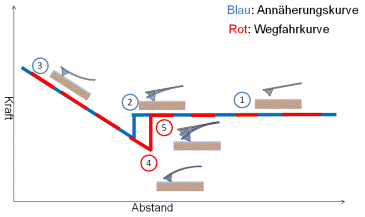 Blau: Annäherungskurve
Rot: Wegfahrkurve
3
2
1
5
4
Kraft
Abstand